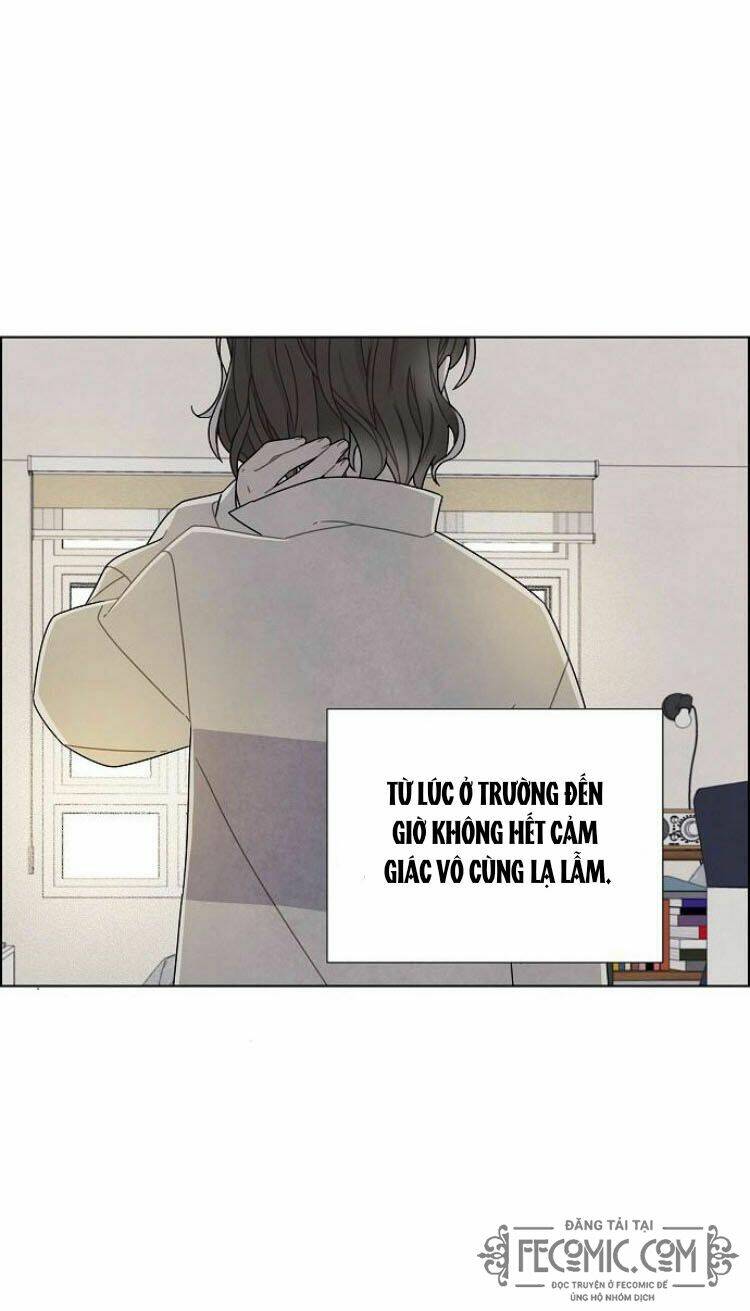 TỪ LÚC Ở TRƯỜNG ĐẾN
GIỜ KHÔNG HẾT CẢM
GIÁC VÔ CÙNG LẠ LẪM.
ĐĂNG TẢI TẠI
FECOMIC.COM
ĐỌC TRUYỆN Ở FECOMIC ĐỂ
ỦNG HỘ NHÓM DỊCH